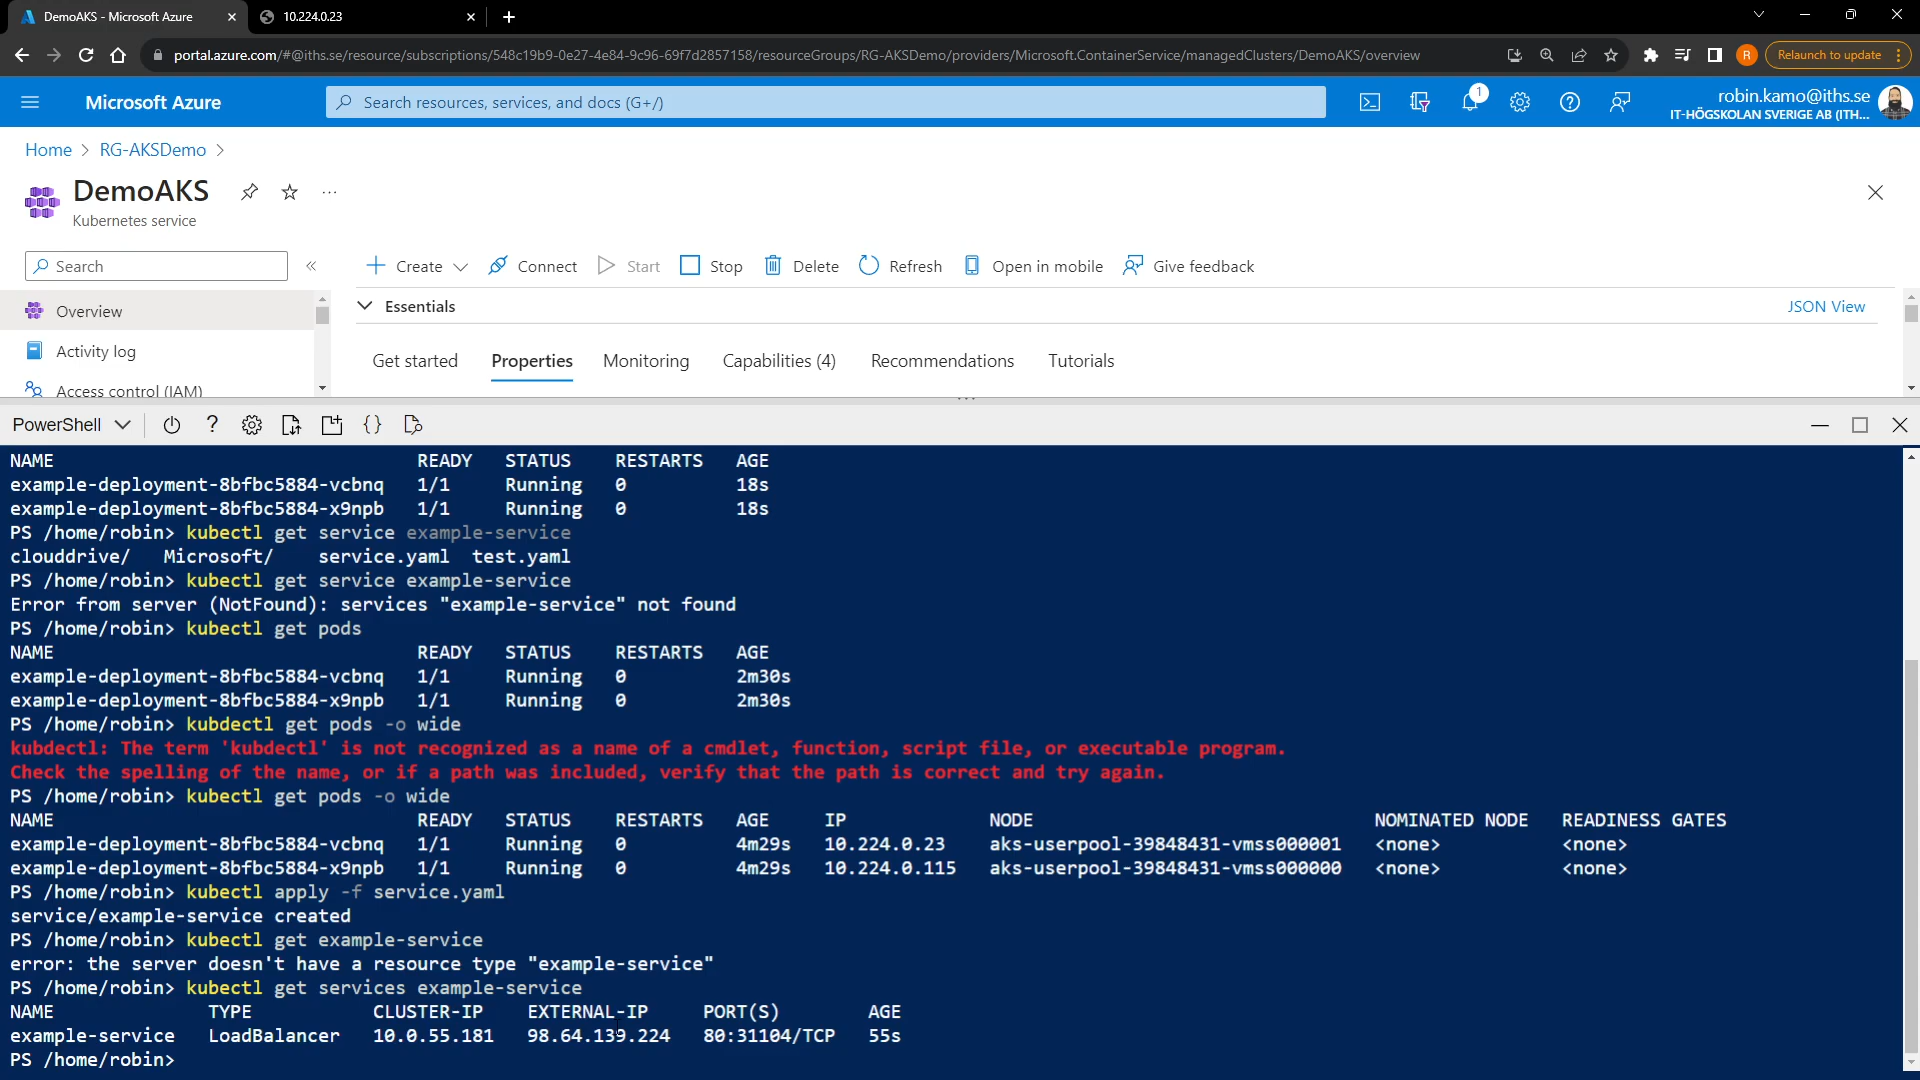 DemoAKS - Microsoft Azure
10.224.0.23
portal.azure.com/#@iths.se/resource/subscriptions/548c19b9-0e27-4e84-9c96-69f7d2857158/resourceGroups/RG-AKSDemo/providers/Microsoft.ContainerService/managedClusters/DemoAKS/overview
R
Relaunch to update
Microsoft Azure
Search resources, services, and docs (G+/)
1
robin.kamo@iths.se
IT-HÖGSKOLAN SVERIGE AB (ITH...
Home > RG-AKSDemo >
DemoAKS
Kubernetes service
Search
Create
Connect
Start
Stop
Delete
Refresh
Open in mobile
Give feedback
Overview
Activity log
Access control (IAM)
Essentials
JSON View
Get started
Properties
Monitoring
Capabilities (4)
Recommendations
Tutorials
PowerShell
NAME READY STATUS RESTARTS AGE
example-deployment-8bfbc5884-vcbnq 1/1 Running 0 18s
example-deployment-8bfbc5884-x9npb 1/1 Running 0 18s
PS /home/robin> kubectl get service example-service
clouddrive/ Microsoft/ service.yaml test.yaml
PS /home/robin> kubectl get service example-service
Error from server (NotFound): services "example-service" not found
PS /home/robin> kubectl get pods
NAME READY STATUS RESTARTS AGE
example-deployment-8bfbc5884-vcbnq 1/1 Running 0 2m30s
example-deployment-8bfbc5884-x9npb 1/1 Running 0 2m30s
PS /home/robin> kubdectl get pods -o wide
kubdectl: The term 'kubdectl' is not recognized as a name of a cmdlet, function, script file, or executable program.
Check the spelling of the name, or if a path was included, verify that the path is correct and try again.
PS /home/robin> kubectl get pods -o wide
NAME READY STATUS RESTARTS AGE IP NODE NOMINATED NODE READINESS GATES
example-deployment-8bfbc5884-vcbnq 1/1 Running 0 4m29s 10.224.0.23 aks-userpool-39848431-vmss000001 <none> <none>
example-deployment-8bfbc5884-x9npb 1/1 Running 0 4m29s 10.224.0.115 aks-userpool-39848431-vmss000000 <none> <none>
PS /home/robin> kubectl apply -f service.yaml
service/example-service created
PS /home/robin> kubectl get example-service
error: the server doesn't have a resource type "example-service"
PS /home/robin> kubectl get services example-service
NAME TYPE CLUSTER-IP EXTERNAL-IP PORT(S) AGE
example-service LoadBalancer 10.0.55.181 98.64.139.224 80:31104/TCP 55s
PS /home/robin>